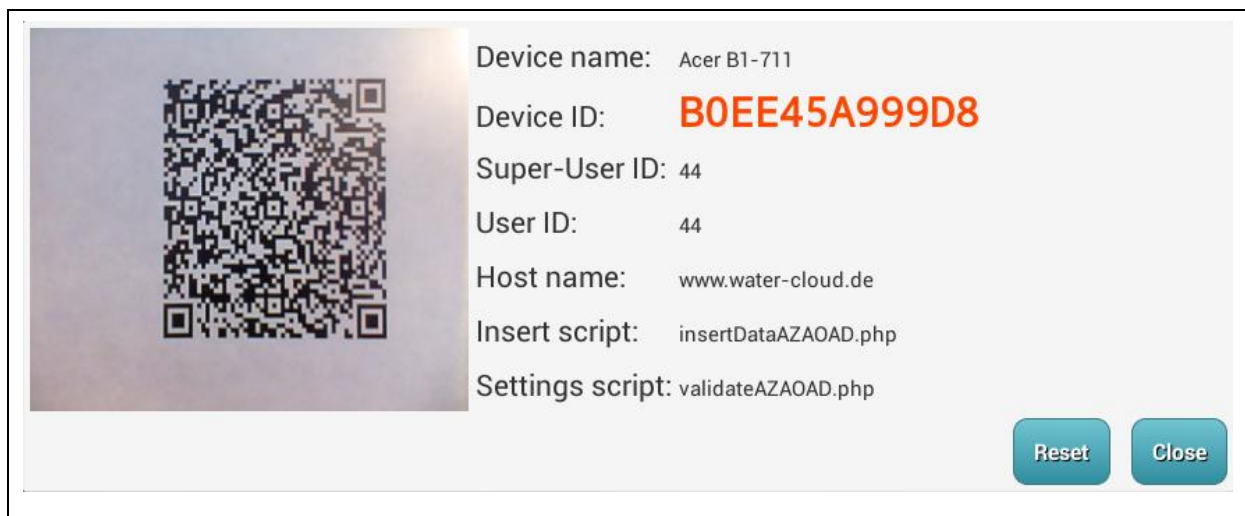 Device name: Acer B1-711
Device ID: B0EE45A999D8
Super-User ID: 44
User ID: 44
Host name: www.water-cloud.de
Insert script: insertDataAZAOAD.php
Settings script: validateAZAOAD.php
Reset Close